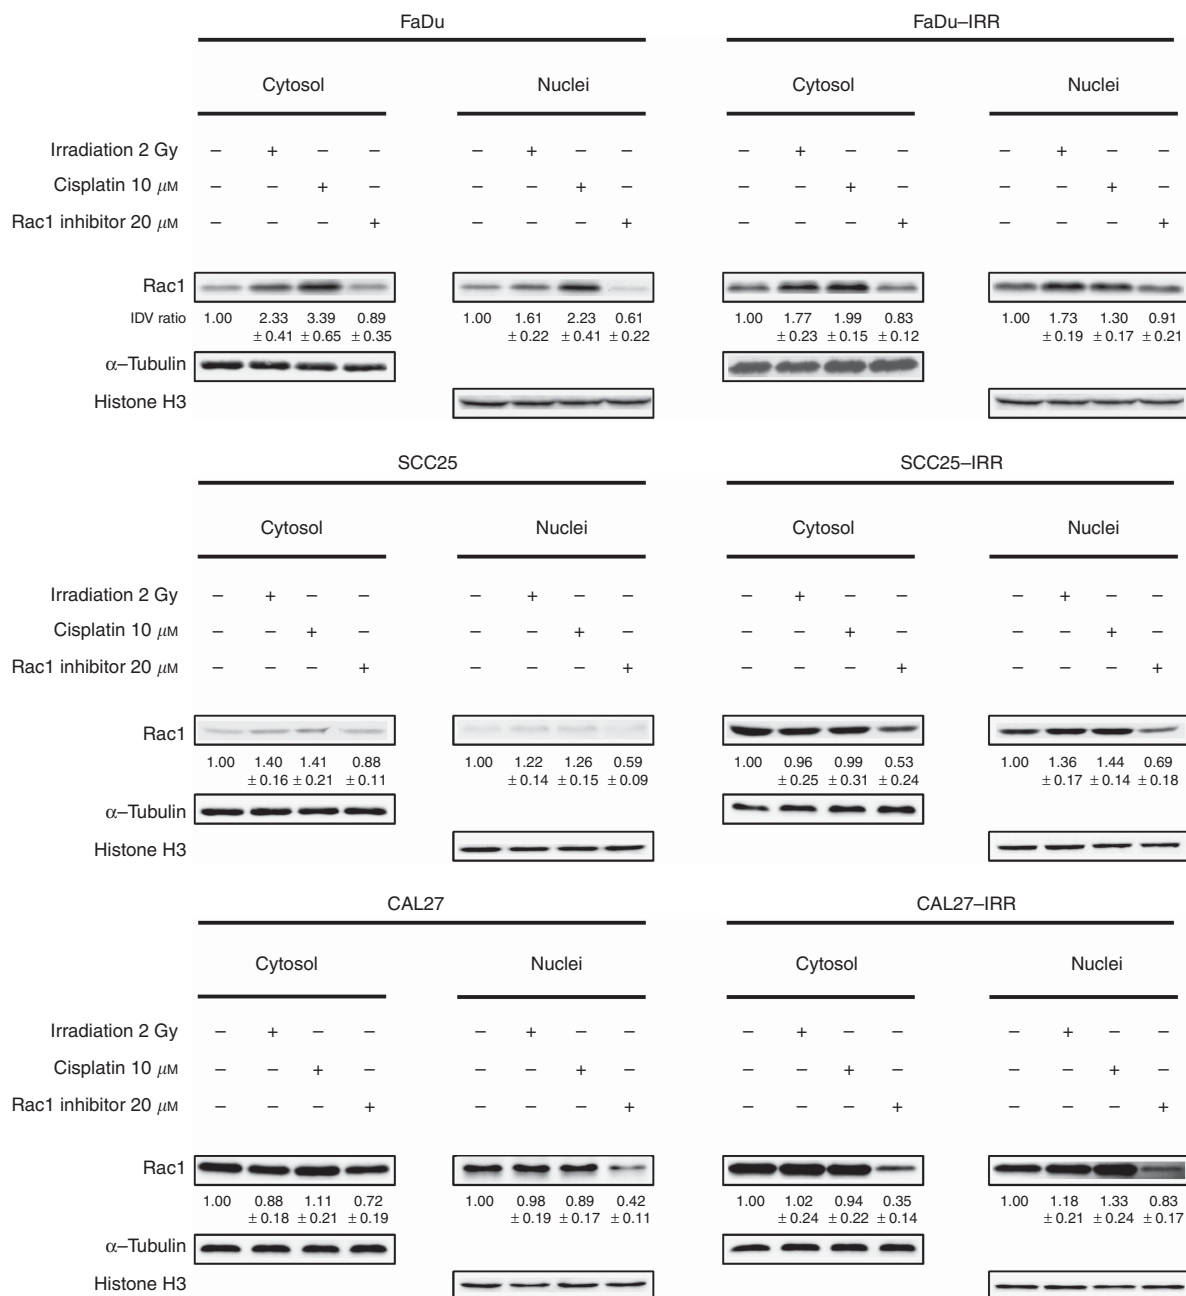 FaDu FaDu–IRR
Cytosol Nuclei Cytosol Nuclei
Irradiation 2 Gy – + – – – + – – – + – – – + – –
Cisplatin 10 μM – – + – – – + – – – + – – – + –
Rac1 inhibitor 20 μM – – – + – – – + – – – + – – – +
Rac1
IDV ratio 1.00 2.33 3.39 0.89 1.00 1.61 2.23 0.61 1.00 1.77 1.99 0.83 1.00 1.73 1.30 0.91
± 0.41 ± 0.65 ± 0.35 ± 0.22 ± 0.41 ± 0.22 ± 0.23 ± 0.15 ± 0.12 ± 0.19 ± 0.17 ± 0.21
α–Tubulin
Histone H3
SCC25 SCC25–IRR
Cytosol Nuclei Cytosol Nuclei
Irradiation 2 Gy – + – – – + – – – + – – – + – –
Cisplatin 10 μM – – + – – – + – – – + – – – + –
Rac1 inhibitor 20 μM – – – + – – – + – – – + – – – +
Rac1
1.00 1.40 1.41 0.88 1.00 1.22 1.26 0.59 1.00 0.96 0.99 0.53 1.00 1.36 1.44 0.69
± 0.16 ± 0.21 ± 0.11 ± 0.14 ± 0.15 ± 0.09 ± 0.25 ± 0.31 ± 0.24 ± 0.17 ± 0.14 ± 0.18
α–Tubulin
Histone H3
CAL27 CAL27–IRR
Cytosol Nuclei Cytosol Nuclei
Irradiation 2 Gy – + – – – + – – – + – – – + – –
Cisplatin 10 μM – – + – – – + – – – + – – – + –
Rac1 inhibitor 20 μM – – – + – – – + – – – + – – – +
Rac1
1.00 0.88 1.11 0.72 1.00 0.98 0.89 0.42 1.00 1.02 0.94 0.35 1.00 1.18 1.33 0.83
± 0.18 ± 0.21 ± 0.19 ± 0.19 ± 0.17 ± 0.11 ± 0.24 ± 0.22 ± 0.14 ± 0.21 ± 0.24 ± 0.17
α–Tubulin
Histone H3